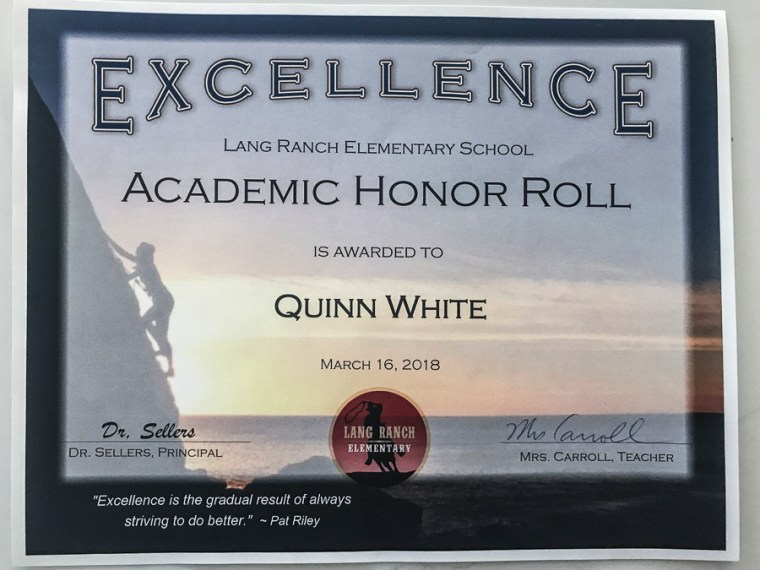 EXCELLENCE
LANG RANCH ELEMENTARY SCHOOL
ACADEMIC HONOR ROLL
IS AWARDED TO
QUINN WHITE
MARCH 16, 2018
Dr. Sellers
DR. SELLERS, PRINCIPAL
LANG RANCH
ELEMENTARY
Mrs Carroll
MRS. CARROLL, TEACHER
"Excellence is the gradual result of always
striving to do better." ~ Pat Riley